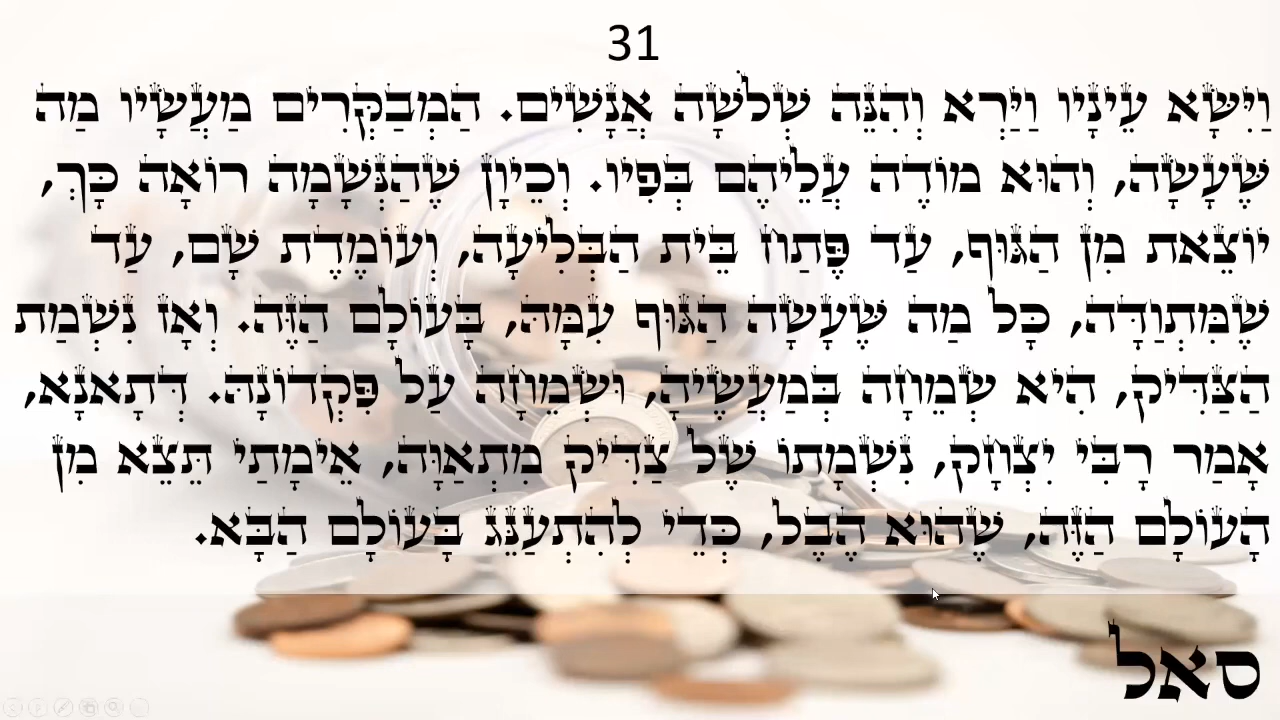 31
וַיִּשָּׂא עֵינָיו וַיַּרְא וְהִנֵּה שְׁלֹשָׁה אֲנָשִׁים. הַמְבַקְּרִים מַעֲשָׂיו מַה
שֶּׁעָשָׂה, וְהוּא מוֹדֶה עֲלֵיהֶם בְּפִיו. וְכֵיוָן שֶׁהַנְּשָׁמָה רוֹאָה כָּךְ,
יוֹצֵאת מִן הַגּוּף, עַד פֶּתַח בֵּית הַבְּלִיעָה, וְעוֹמֶדֶת שָׁם, עַד
שֶׁמִּתְוַדָּה, כָּל מַה שֶּׁעָשָׂה הַגּוּף עִמָּהּ, בָּעוֹלָם הַזֶּה. וְאָז נִשְׁמַת
הַצַּדִּיק, הִיא שְׂמֵחָה בְּמַעֲשֶׂיהָ, וּשְׂמֵחָה עַל פִּקְדוֹנָהּ. דְּתָאנָא,
אָמַר רָבִּי יִצְחָק, נִשְׁמָתוֹ שֶׁל צַדִּיק מִתְאַוָּה, אֵימָתַי תֵּצֵא מִן
הָעוֹלָם הַזֶּה, שֶׁהוּא הֶבֶל, כְּדֵי לְהִתְעַנֵּג בָּעוֹלָם הַבָּא.
סאל